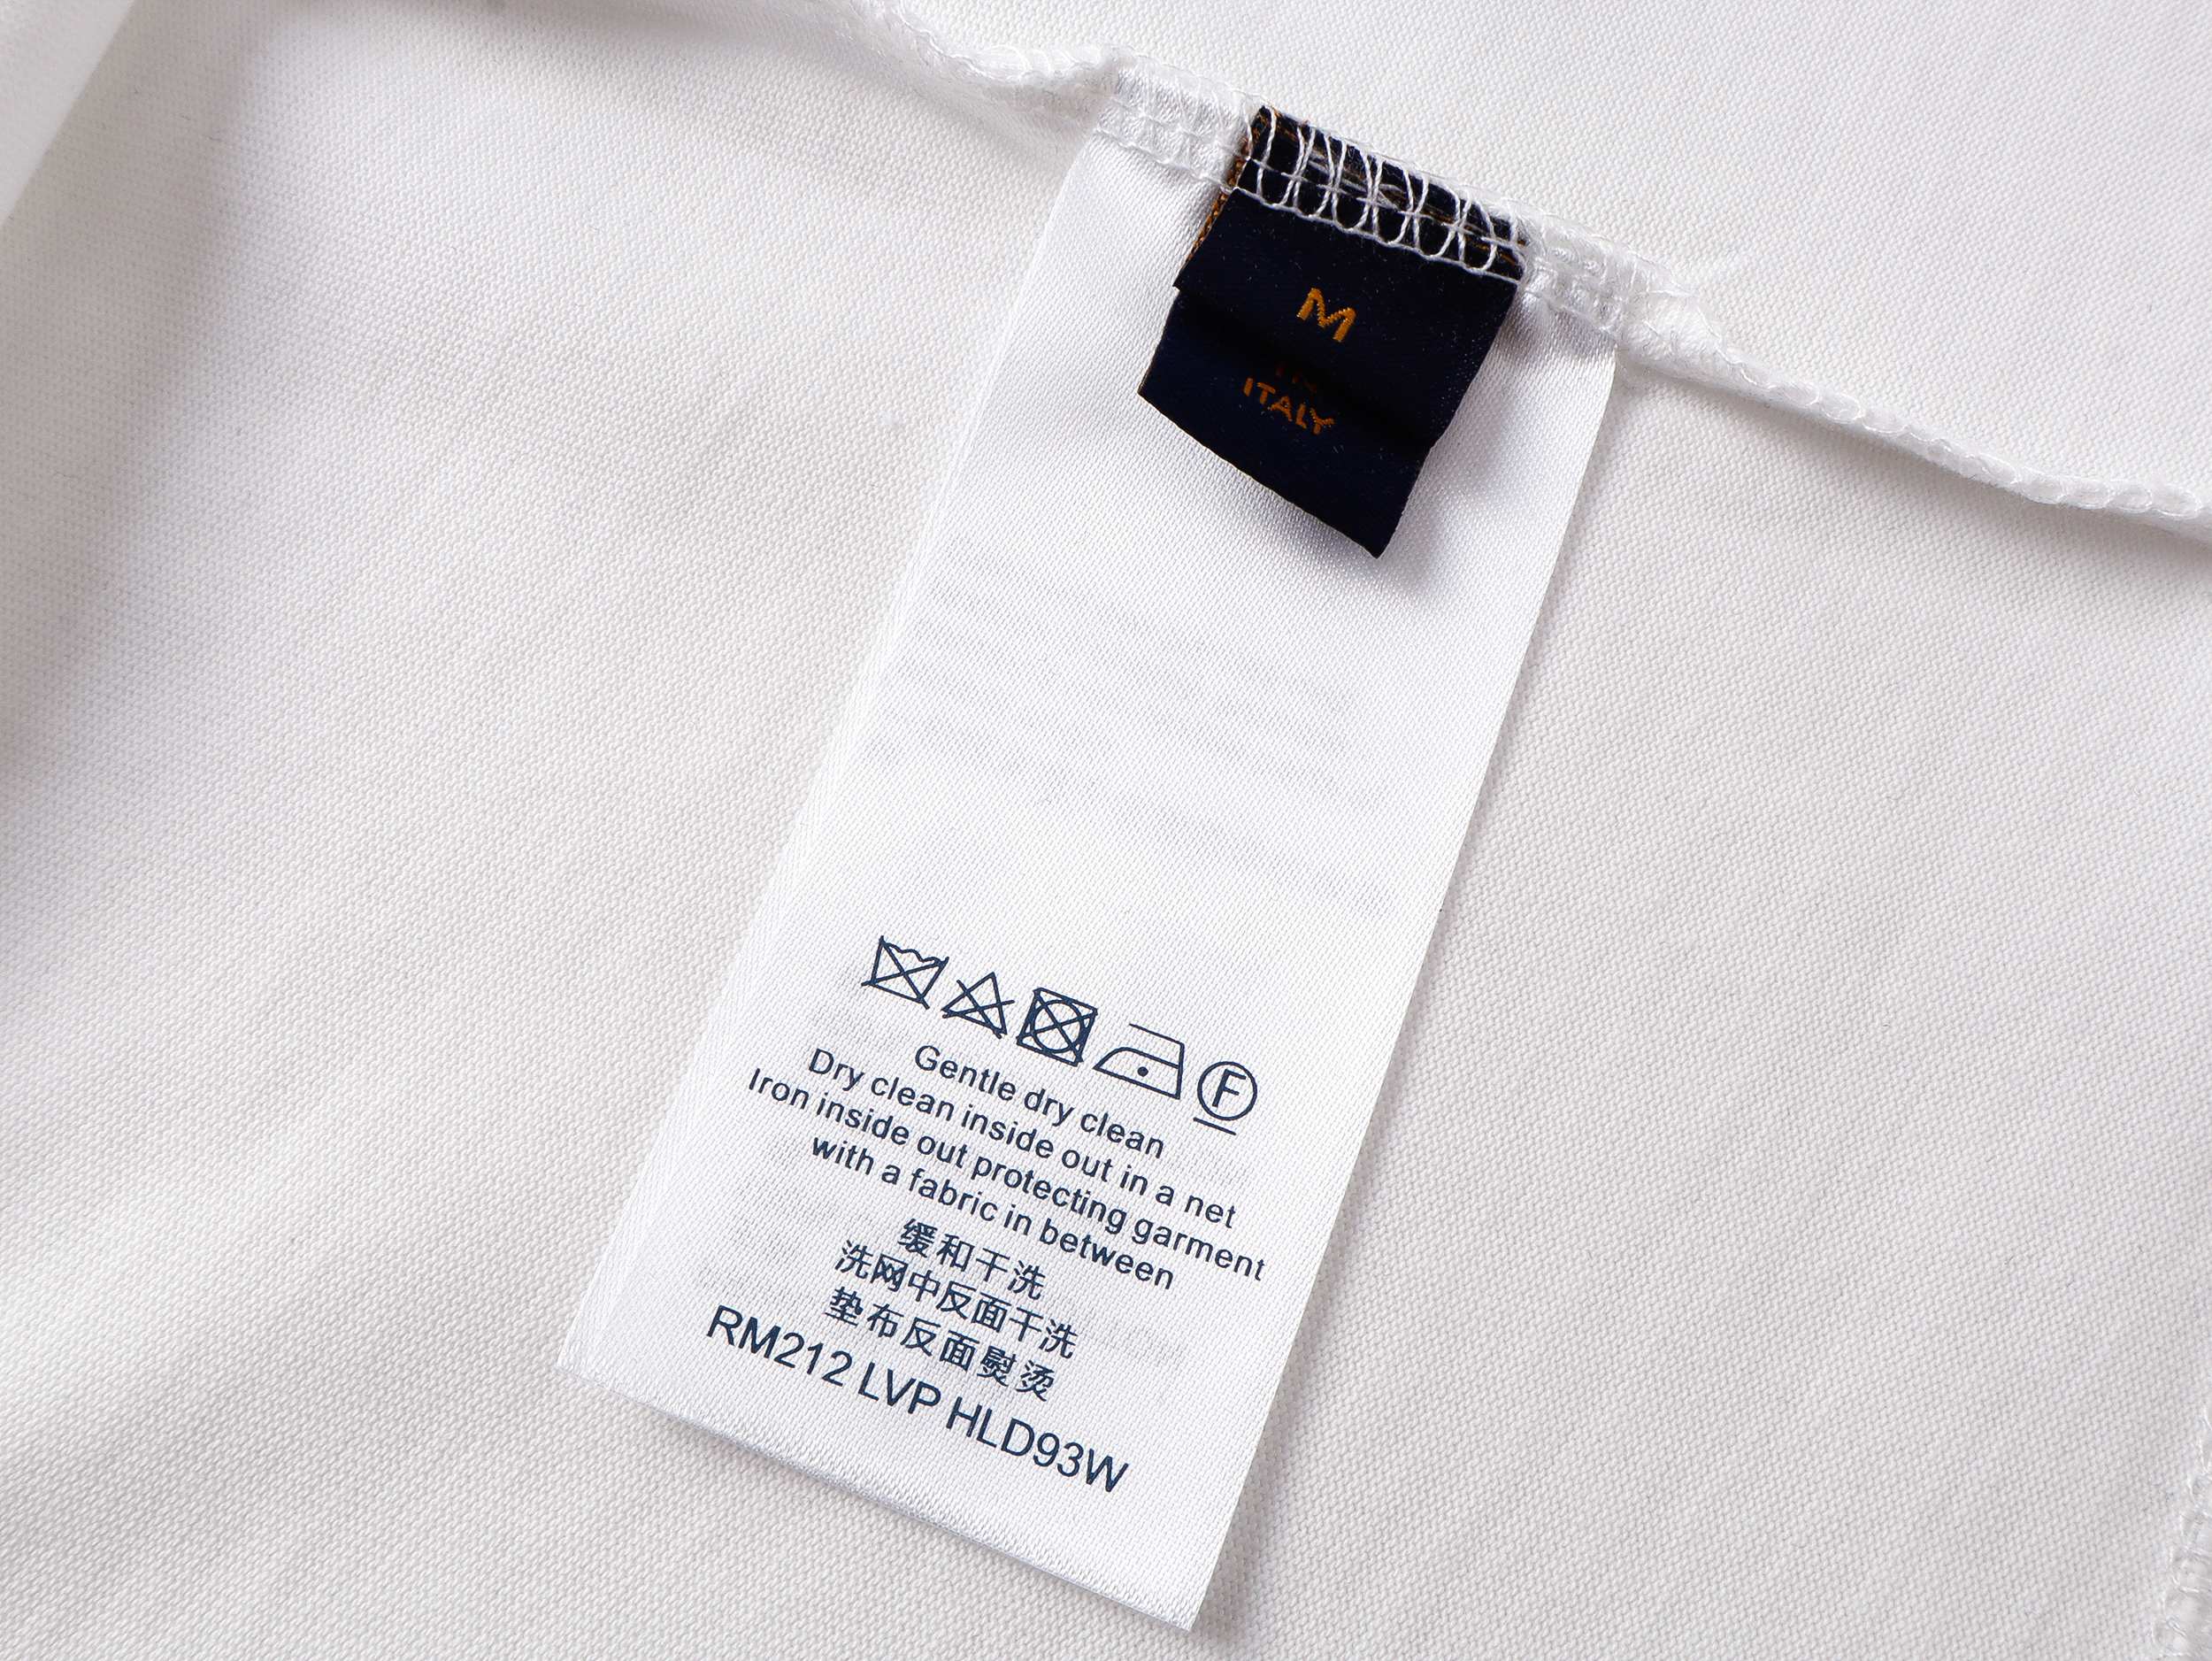 M
ITALY
F
Gentle dry clean
Dry clean inside out in a net
Iron inside out protecting garment
with a fabric in between
缓和干洗
洗网中反面干洗
垫布反面熨烫
RM212 LVP HLD93W